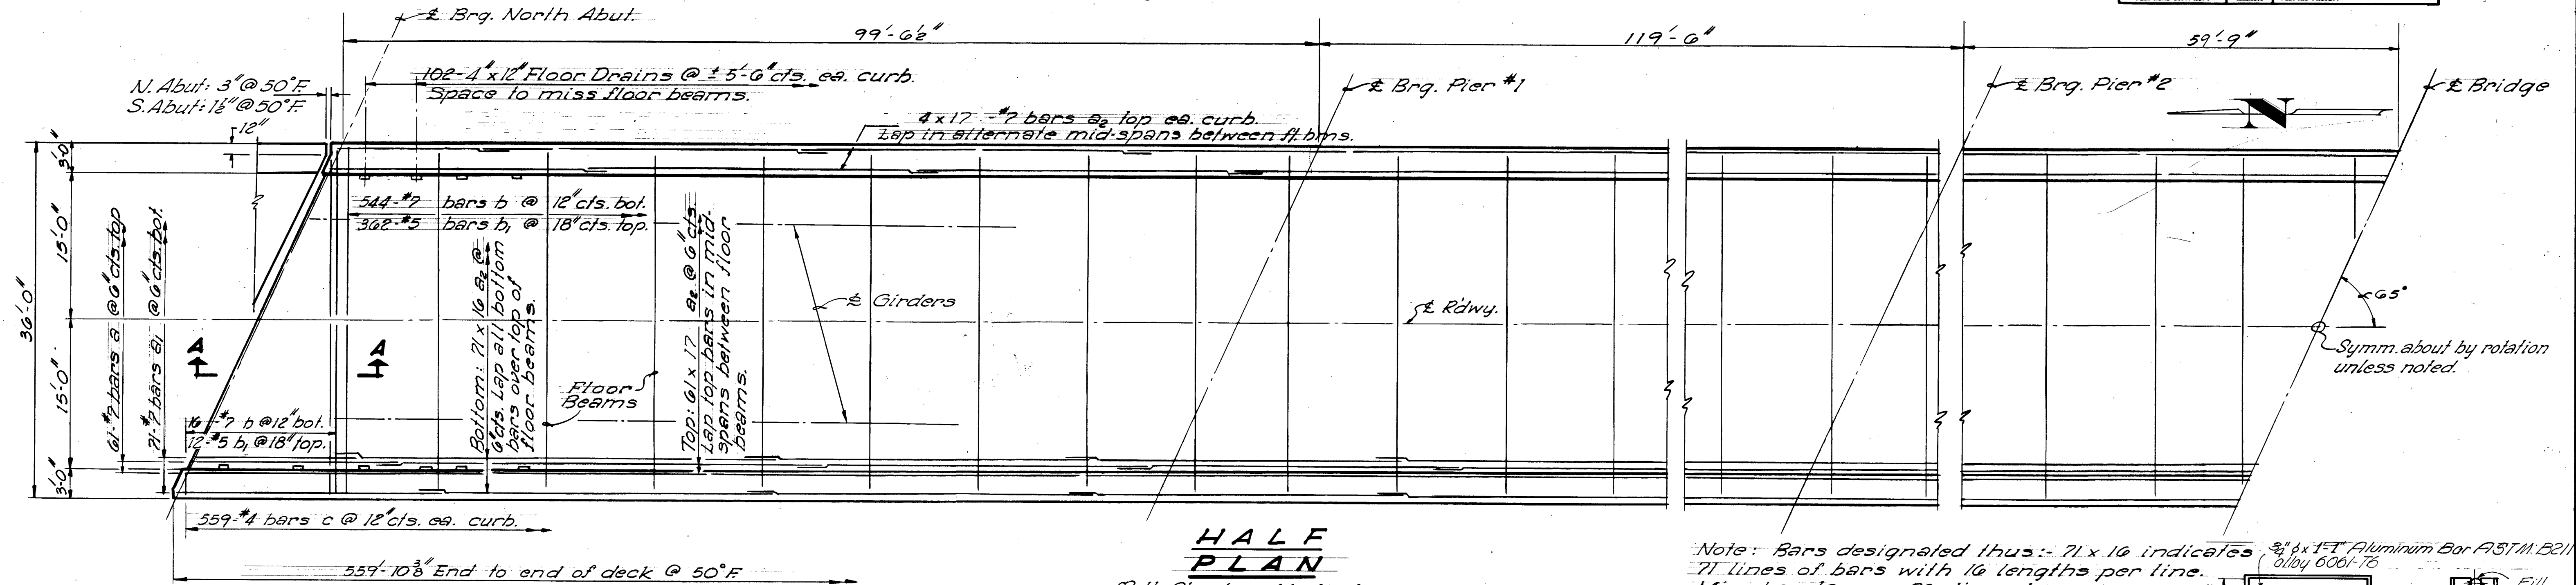 ℄ Brg. North Abut.
99'-6½"
119'-6"
59'-9"
N. Abut: 3" @ 50°F.
S. Abut: 1½" @ 50°F.
12"
102-4"x12" Floor Drains @ ± 5'-6" cts. ea. curb.
Space to miss floor beams.
4 x 17 - #7 bars a₂ top ea. curb.
Lap in alternate mid-spans between fl. bms.
℄ Brg. Pier #1
℄ Brg. Pier #2
℄ Bridge
N
36'-0"
3'-0"
15'-0"
15'-0"
3'-0"
61-#7 bars a @ 6" cts. top
71-#7 bars a₁ @ 6" cts. bot.
544-#7 bars b @ 12" cts. bot.
362-#5 bars b₁ @ 18" cts. top.
Bottom: 71 x 16 a₂ @
6" cts. Lap all bottom
bars over top of
floor beams.
Top: 61 x 17 a₂ @ 6" cts.
Lap top bars in mid-
spans between floor
beams.
℄ Girders
℄ R'dwy.
65°
Symm. about by rotation
unless noted.
A
A
Floor
Beams
16-#7 b @ 12" bot.
12-#5 b₁ @ 18" top.
559-#4 bars c @ 12" cts. ea. curb.
559'-10⅜" End to end of deck @ 50°F.
HALF
PLAN
Note: Bars designated thus:- 71 x 16 indicates
71 lines of bars with 16 lengths per line.
Aluminum Bar ASTM. B211
alloy 6061-T6
Fill